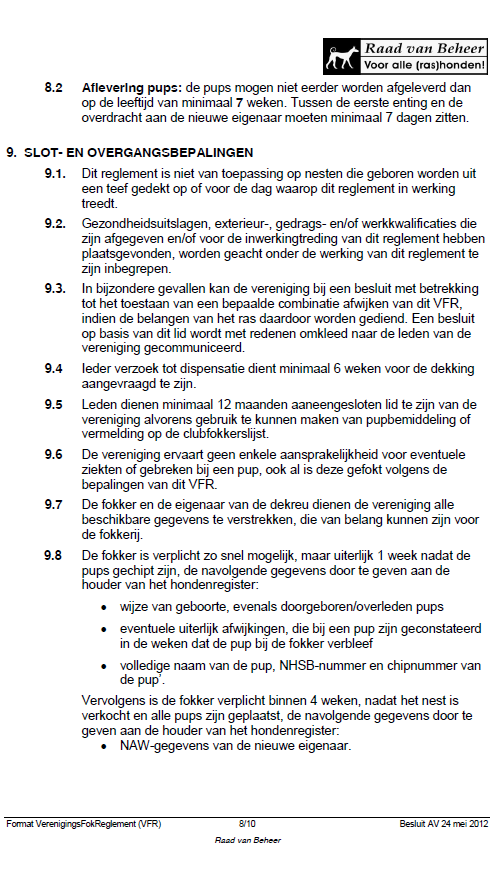 Raad van Beheer
Voor alle (ras)honden!
8.2 Aflevering pups: de pups mogen niet eerder worden afgeleverd dan
op de leeftijd van minimaal 7 weken. Tussen de eerste enting en de
overdracht aan de nieuwe eigenaar moeten minimaal 7 dagen zitten.
9. SLOT- EN OVERGANGSBEPALINGEN
9.1. Dit reglement is niet van toepassing op nesten die geboren worden uit
een teef gedekt op of voor de dag waarop dit reglement in werking
treedt.
9.2. Gezondheidsuitslagen, exterieur-, gedrags- en/of werkkwalificaties die
zijn afgegeven en/of voor de inwerkingtreding van dit reglement hebben
plaatsgevonden, worden geacht onder de werking van dit reglement te
zijn inbegrepen.
9.3. In bijzondere gevallen kan de vereniging bij een besluit met betrekking
tot het toestaan van een bepaalde combinatie afwijken van dit VFR,
indien de belangen van het ras daardoor worden gediend. Een besluit
op basis van dit lid wordt met redenen omkleed naar de leden van de
vereniging gecommuniceerd.
9.4 Ieder verzoek tot dispensatie dient minimaal 6 weken voor de dekking
aangevraagd te zijn.
9.5 Leden dienen minimaal 12 maanden aaneengesloten lid te zijn van de
vereniging alvorens gebruik te kunnen maken van pupbemiddeling of
vermelding op de clubfokkerslijst.
9.6 De vereniging ervaart geen enkele aansprakelijkheid voor eventuele
ziekten of gebreken bij een pup, ook al is deze gefokt volgens de
bepalingen van dit VFR.
9.7 De fokker en de eigenaar van de dekreu dienen de vereniging alle
beschikbare gegevens te verstrekken, die van belang kunnen zijn voor
de fokkerij.
9.8 De fokker is verplicht zo snel mogelijk, maar uiterlijk 1 week nadat de
pups gechipt zijn, de navolgende gegevens door te geven aan de
houder van het hondenregister:
• wijze van geboorte, evenals doorgeboren/overleden pups
• eventuele uiterlijk afwijkingen, die bij een pup zijn geconstateerd
in de weken dat de pup bij de fokker verbleef
• volledige naam van de pup, NHSB-nummer en chipnummer van
de pup'.
Vervolgens is de fokker verplicht binnen 4 weken, nadat het nest is
verkocht en alle pups zijn geplaatst, de navolgende gegevens door te
geven aan de houder van het hondenregister:
• NAW-gegevens van de nieuwe eigenaar.
Format VerenigingsFokReglement (VFR) 8/10 Besluit AV 24 mei 2012
Raad van Beheer